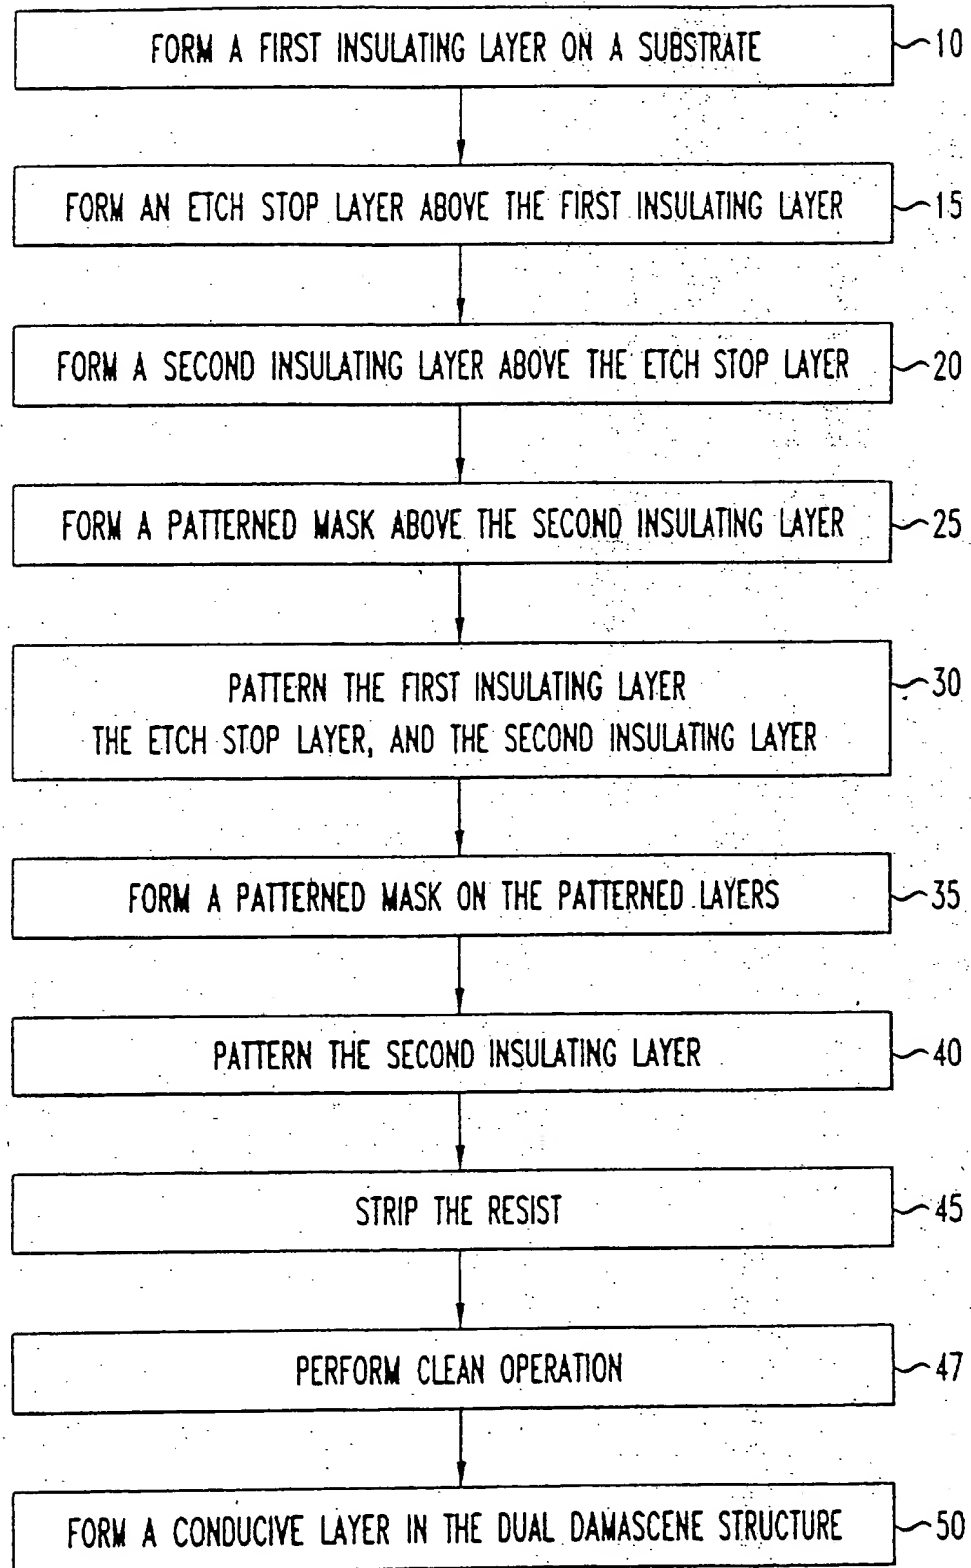 FORM A FIRST INSULATING LAYER ON A SUBSTRATE 10
FORM AN ETCH STOP LAYER ABOVE THE FIRST INSULATING LAYER 15
FORM A SECOND INSULATING LAYER ABOVE THE ETCH STOP LAYER 20
FORM A PATTERNED MASK ABOVE THE SECOND INSULATING LAYER 25
PATTERN THE FIRST INSULATING LAYER 30
THE ETCH STOP LAYER, AND THE SECOND INSULATING LAYER
FORM A PATTERNED MASK ON THE PATTERNED LAYERS 35
PATTERN THE SECOND INSULATING LAYER 40
STRIP THE RESIST 45
PERFORM CLEAN OPERATION 47
FORM A CONDUCIVE LAYER IN THE DUAL DAMASCENE STRUCTURE 50